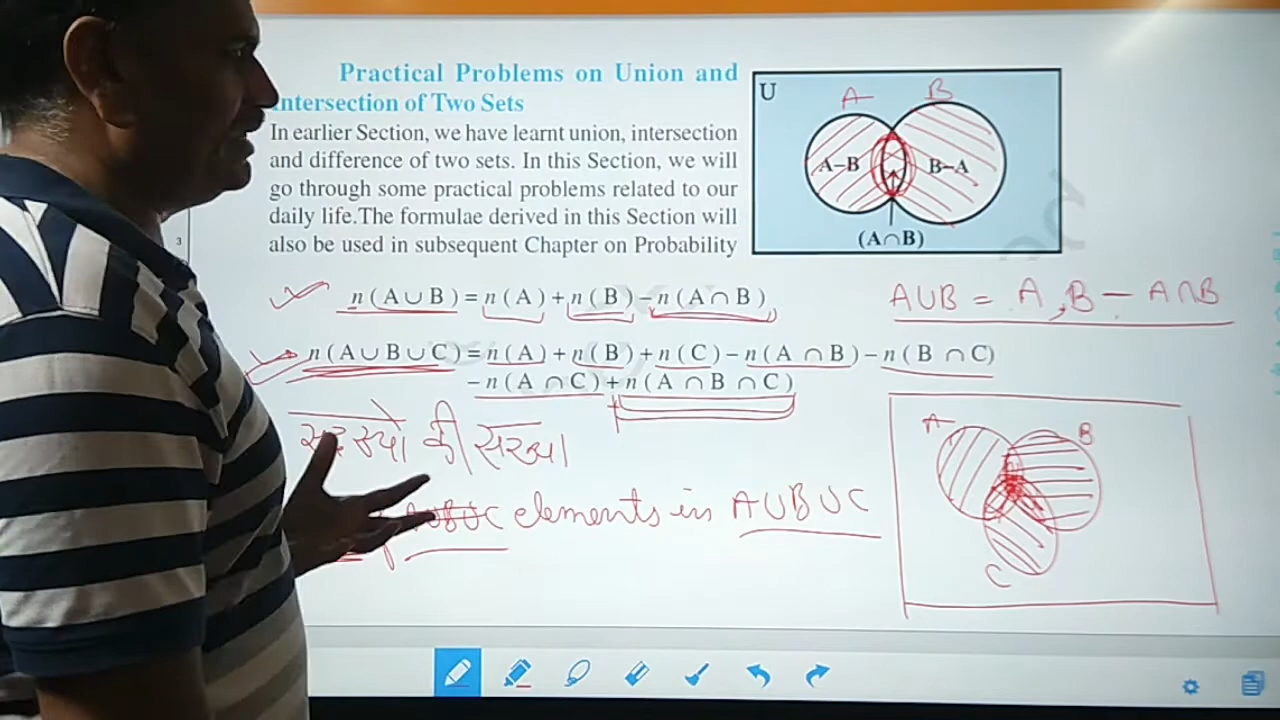 Practical Problems on Union and
ntersection of Two Sets
In earlier Section, we have learnt union, intersection
and difference of two sets. In this Section, we will
go through some practical problems related to our
daily life.The formulae derived in this Section will
also be used in subsequent Chapter on Probability
U
A
B
A–B
B–A
(A∩B)
3
n ( A ∪ B ) = n ( A ) + n ( B ) – n ( A ∩ B )
A∪B = A, B – A∩B
n ( A ∪ B ∪ C ) = n ( A ) + n ( B ) + n ( C ) – n ( A ∩ B ) – n ( B ∩ C)
– n ( A ∩ C ) + n ( A ∩ B ∩ C )
की संख्या
elements in A∪B∪C
A
B
C